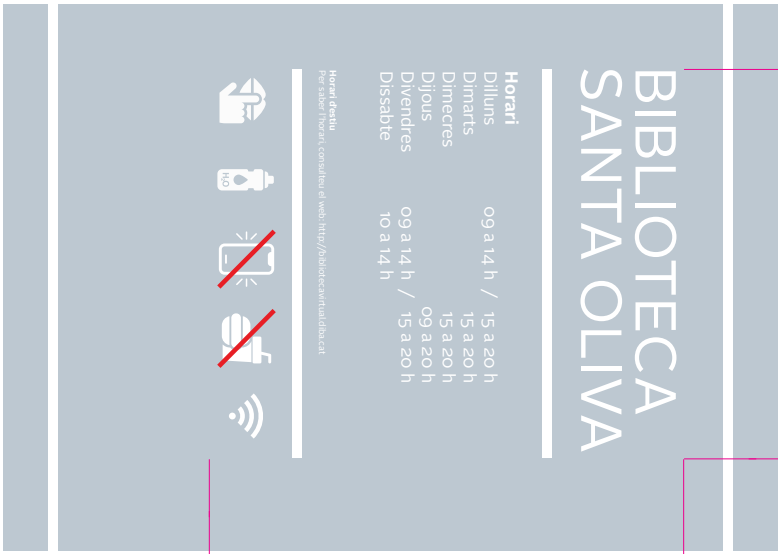 BIBLIOTECA
SANTA OLIVA
Horari
Dilluns 09 a 14 h / 15 a 20 h
Dimarts 15 a 20 h
Dimecres 15 a 20 h
Dijous 09 a 20 h
Divendres 09 a 14 h / 15 a 20 h
Dissabte 10 a 14 h
Horari d'estiu
Per saber l'horari, consulteu el web: http://bibliotecavirtual.diba.cat
H₂O